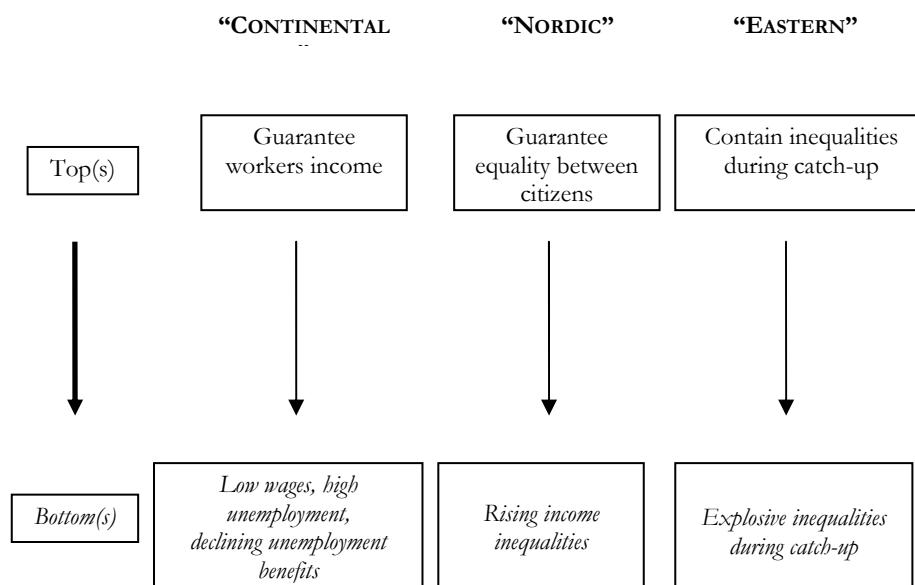 “CONTINENTAL ” “NORDIC” “EASTERN”
Guarantee
workers income
Guarantee
equality between
citizens
Contain inequalities
during catch-up
Top(s)
Low wages, high
unemployment,
declining unemployment
benefits
Rising income
inequalities
Explosive inequalities
during catch-up
Bottom(s)